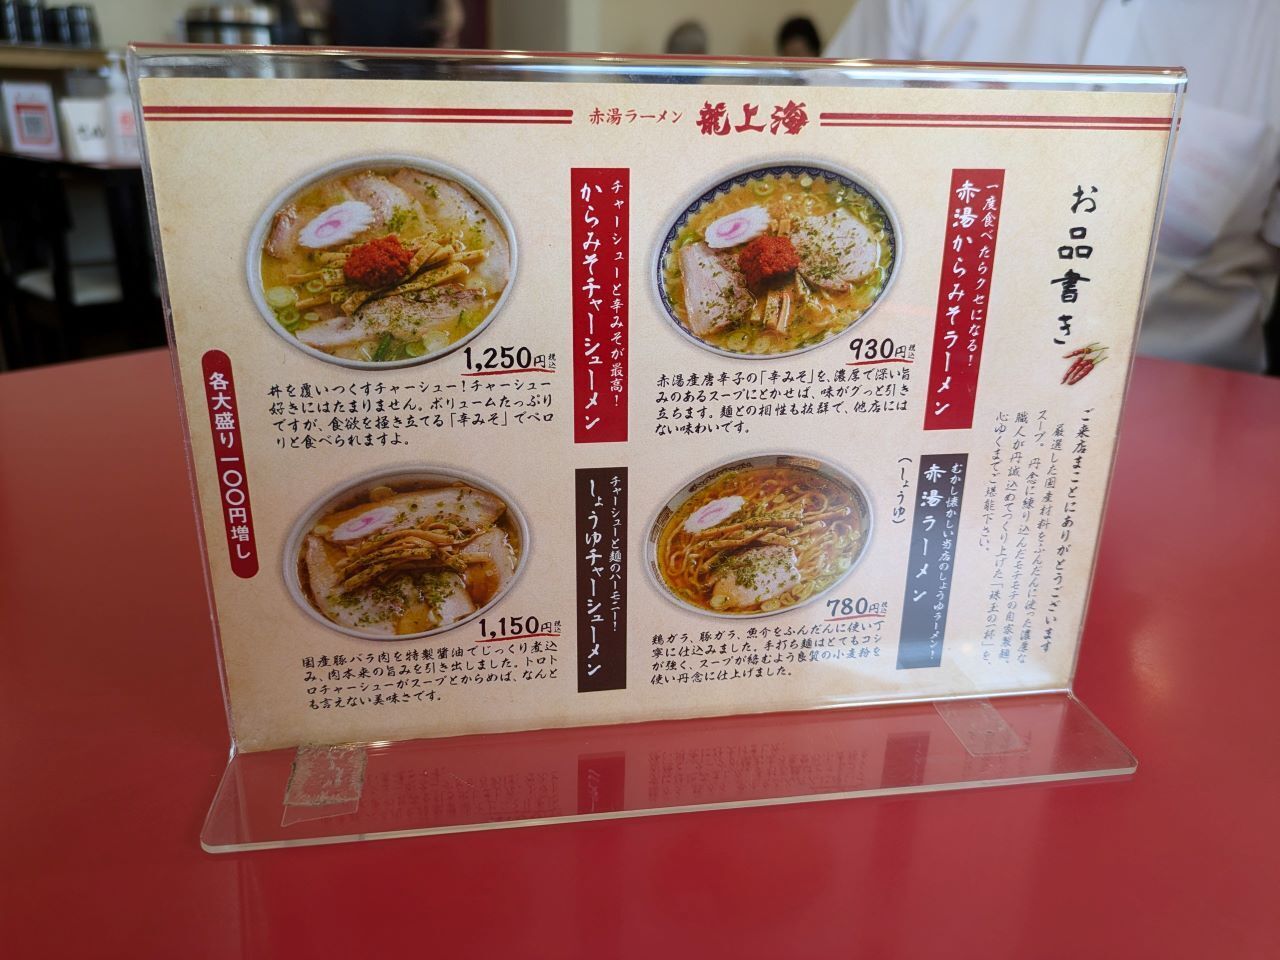 赤湯ラーメン 龍上海
お品書き
ご来店まことにありがとうございます
厳選した国産材料をふんだんに使った濃厚な
スープ。丹念に練り込んだモチモチの自家製麺。
職人が丹誠込めてつくり上げた「珠玉の一杯」を、
心ゆくまでご堪能下さい。
一度食べたらクセになる!
赤湯からみそラーメン
930円税込
赤湯産唐辛子の「辛みそ」を、濃厚で深い旨
みのあるスープにとかせば、味がグっと引き
立ちます。麺との相性も抜群で、他店には
ない味わいです。
チャーシューと辛みそが最高!
からみそチャーシューメン
1,250円税込
丼を覆いつくすチャーシュー!チャーシュー
好きにはたまりません。ボリュームたっぷり
ですが、食欲を掻き立てる「辛みそ」でペロ
リと食べられますよ。
むかし懐かしい当店のしょうゆラーメン!
赤湯ラーメン
(しょうゆ)
780円税込
鶏ガラ、豚ガラ、魚介をふんだんに使い丁
寧に仕込みました。手打ち麺はとてもコシ
が強く、スープが絡むよう良質の小麦粉を
使い丹念に仕上げました。
チャーシューと麺のハーモニー!
しょうゆチャーシューメン
1,150円税込
国産豚バラ肉を特製醤油でじっくり煮込
み、肉本来の旨みを引き出しました。トロト
ロチャーシューがスープとからめば、なんと
も言えない美味さです。
各大盛り一〇〇円増し